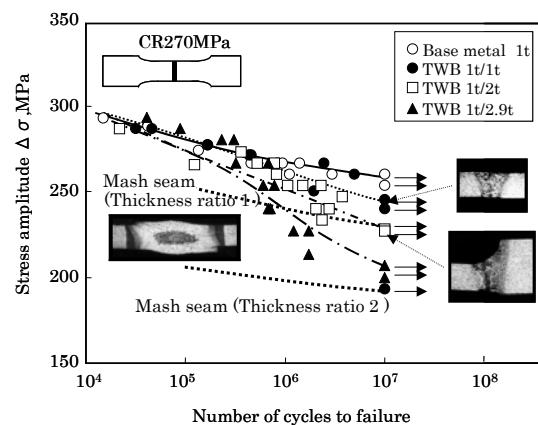 CR270MPa
Base metal 1t
TWB 1t/1t
TWB 1t/2t
TWB 1t/2.9t
Stress amplitude Δσ,MPa
350
300
250
200
150
Mash seam
(Thickness ratio 1)
Mash seam (Thickness ratio 2)
10⁴
10⁵
10⁶
10⁷
10⁸
Number of cycles to failure